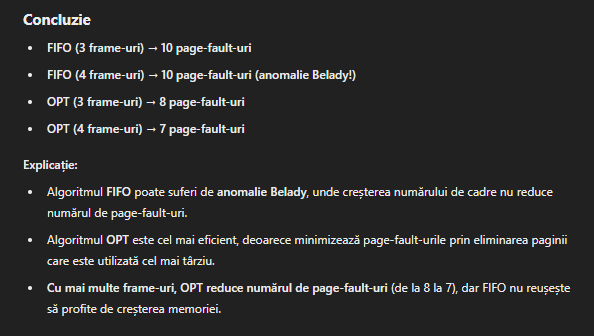 Concluzie
• FIFO (3 frame-uri) → 10 page-fault-uri
• FIFO (4 frame-uri) → 10 page-fault-uri (anomalie Belady!)
• OPT (3 frame-uri) → 8 page-fault-uri
• OPT (4 frame-uri) → 7 page-fault-uri
Explicație:
• Algoritmul FIFO poate suferi de anomalie Belady, unde creșterea numărului de cadre nu reduce
numărul de page-fault-uri.
• Algoritmul OPT este cel mai eficient, deoarece minimizează page-fault-urile prin eliminarea paginii
care este utilizată cel mai târziu.
• Cu mai multe frame-uri, OPT reduce numărul de page-fault-uri (de la 8 la 7), dar FIFO nu reușește
să profite de creșterea memoriei.